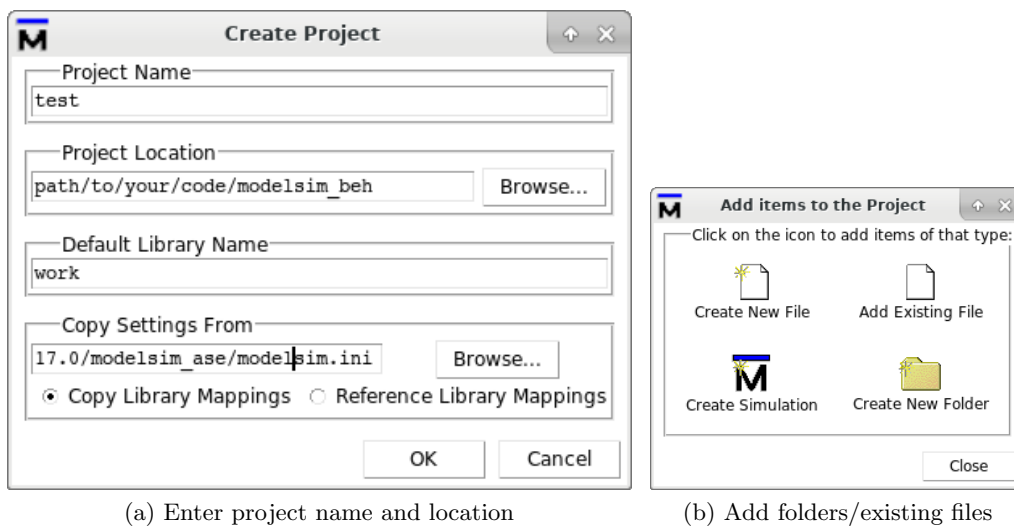 Create Project
Project Name
test
Project Location
path/to/your/code/modelsim_beh
Browse...
Default Library Name
work
Copy Settings From
17.0/modelsim_ase/modelsim.ini
Browse...
Copy Library Mappings
Reference Library Mappings
OK
Cancel
(a) Enter project name and location
Add items to the Project
Click on the icon to add items of that type:
Create New File
Add Existing File
Create Simulation
Create New Folder
Close
(b) Add folders/existing files